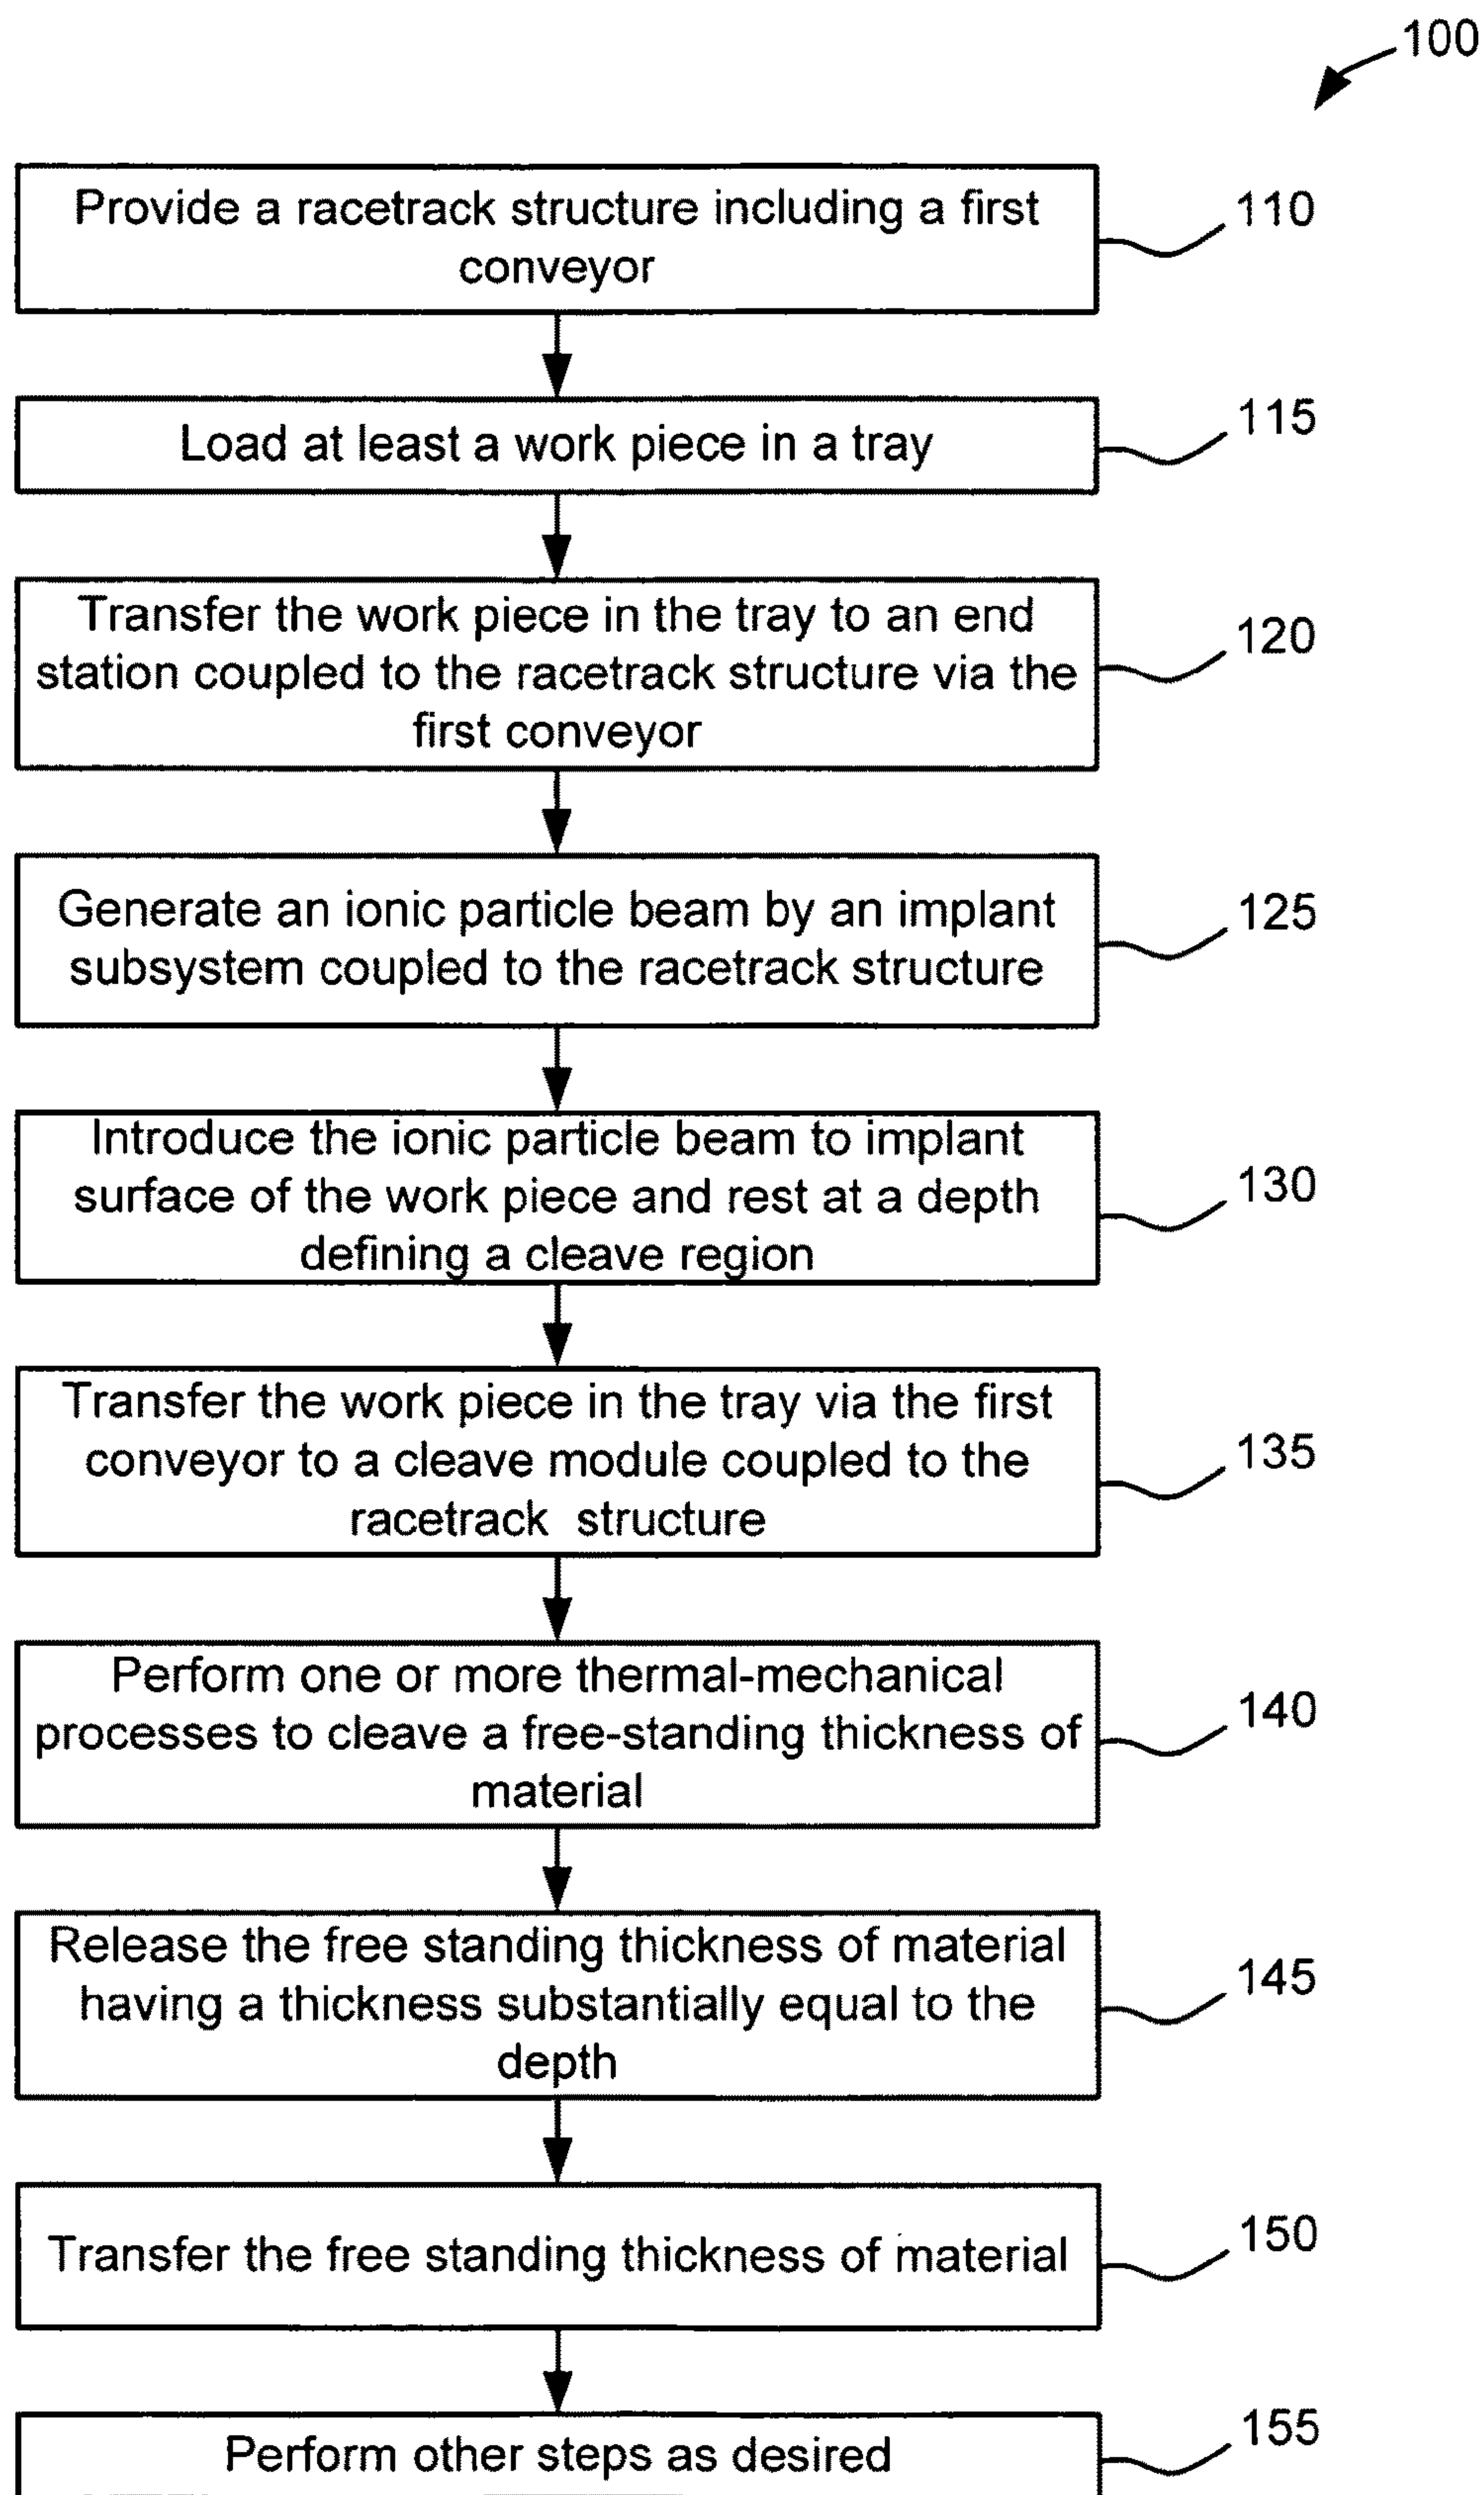 100
Provide a racetrack structure including a first
conveyor
110
Load at least a work piece in a tray
115
Transfer the work piece in the tray to an end
station coupled to the racetrack structure via the
first conveyor
120
Generate an ionic particle beam by an implant
subsystem coupled to the racetrack structure
125
Introduce the ionic particle beam to implant
surface of the work piece and rest at a depth
defining a cleave region
130
Transfer the work piece in the tray via the first
conveyor to a cleave module coupled to the
racetrack structure
135
Perform one or more thermal-mechanical
processes to cleave a free-standing thickness of
material
140
Release the free standing thickness of material
having a thickness substantially equal to the
depth
145
Transfer the free standing thickness of material
150
Perform other steps as desired
155